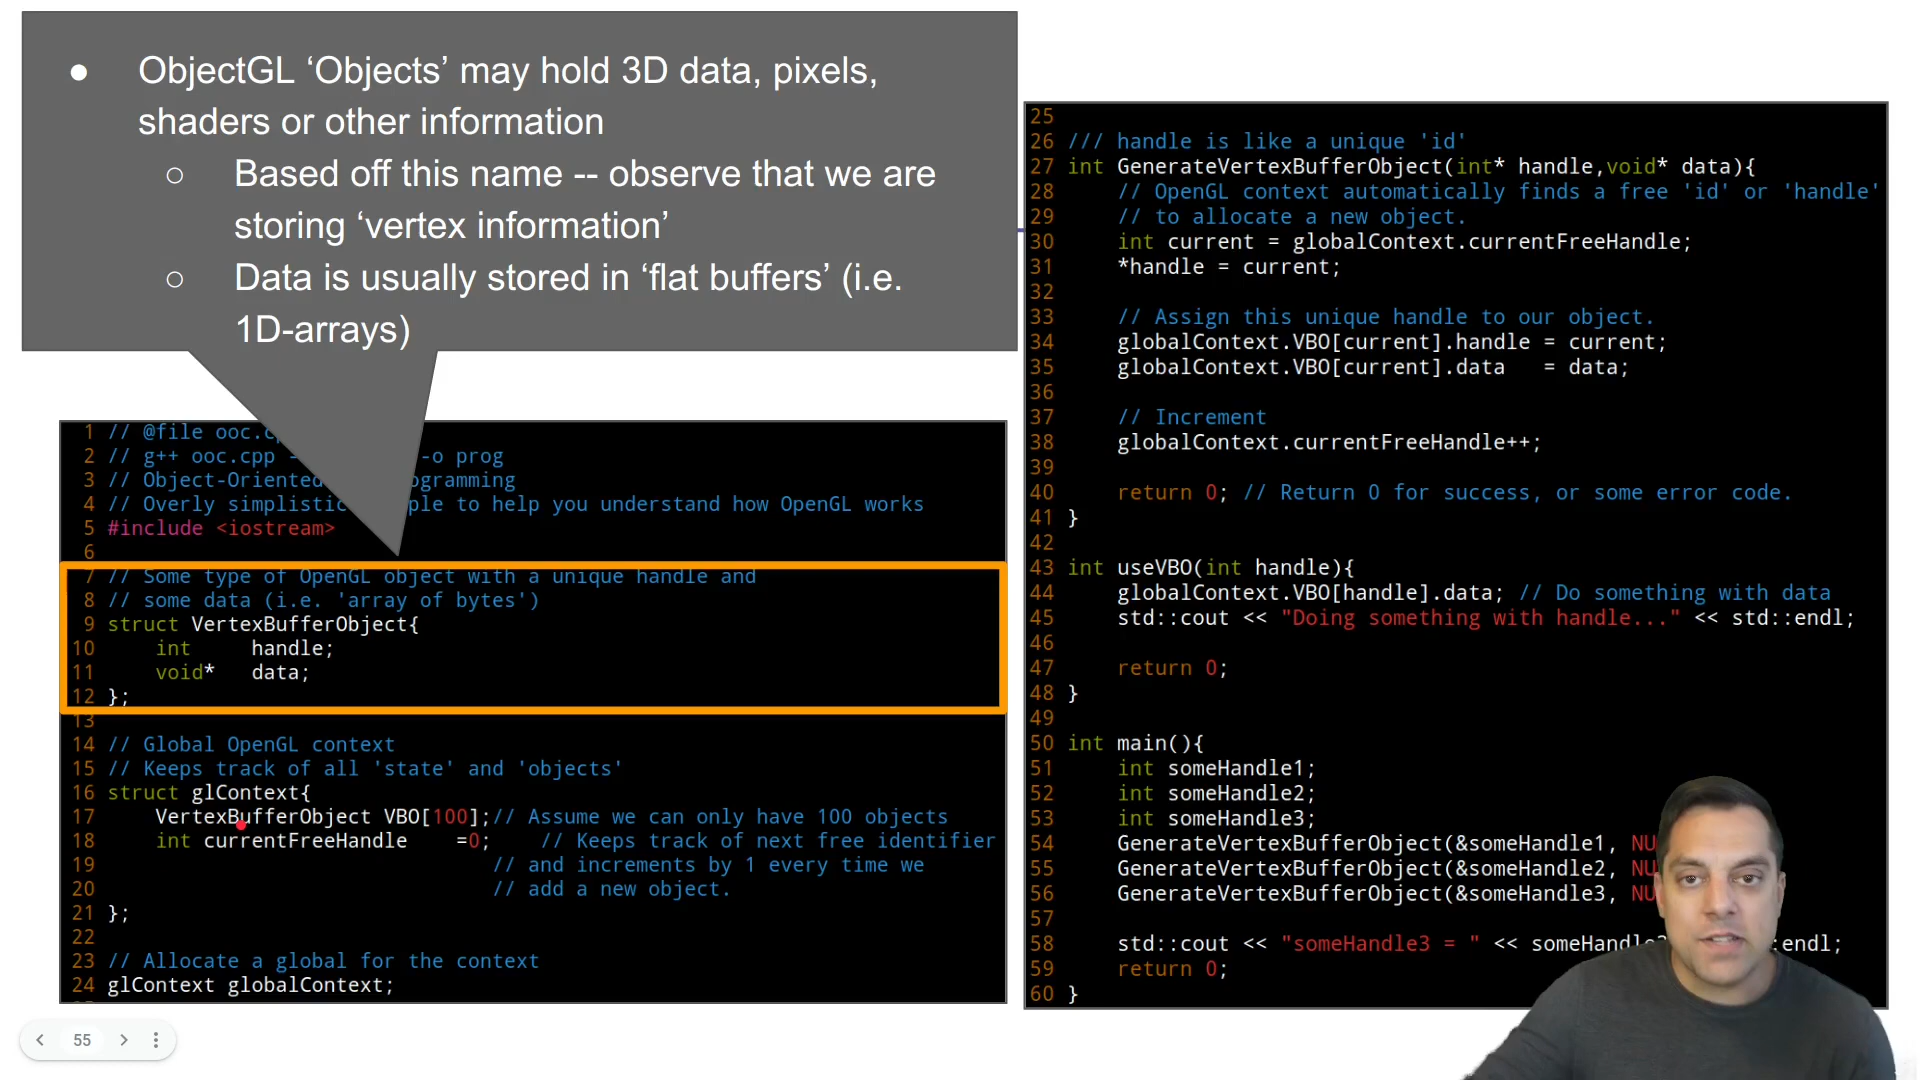 ● ObjectGL ‘Objects’ may hold 3D data, pixels,
shaders or other information
○ Based off this name -- observe that we are
storing ‘vertex information’
○ Data is usually stored in ‘flat buffers’ (i.e.
1D-arrays)
1 // @file
2 // g++ ooc.cpp -o prog
3 // Object-Oriented
4 // Overly simplistic to help you understand how OpenGL works
5 #include <iostream>
6
7 // Some type of OpenGL object with a unique handle and
8 // some data (i.e. 'array of bytes')
9 struct VertexBufferObject{
10 int handle;
11 void* data;
12 };
13
14 // Global OpenGL context
15 // Keeps track of all 'state' and 'objects'
16 struct glContext{
17 VertexBufferObject VBO[100];// Assume we can only have 100 objects
18 int currentFreeHandle =0; // Keeps track of next free identifier
19 // and increments by 1 every time we
20 // add a new object.
21 };
22
23 // Allocate a global for the context
24 glContext globalContext;
25
26 /// handle is like a unique 'id'
27 int GenerateVertexBufferObject(int* handle,void* data){
28 // OpenGL context automatically finds a free 'id' or 'handle'
29 // to allocate a new object.
30 int current = globalContext.currentFreeHandle;
31 *handle = current;
32
33 // Assign this unique handle to our object.
34 globalContext.VBO[current].handle = current;
35 globalContext.VBO[current].data = data;
36
37 // Increment
38 globalContext.currentFreeHandle++;
39
40 return 0; // Return 0 for success, or some error code.
41 }
42
43 int useVBO(int handle){
44 globalContext.VBO[handle].data; // Do something with data
45 std::cout << "Doing something with handle..." << std::endl;
46
47 return 0;
48 }
49
50 int main(){
51 int someHandle1;
52 int someHandle2;
53 int someHandle3;
54 GenerateVertexBufferObject(&someHandle1,
55 GenerateVertexBufferObject(&someHandle2,
56 GenerateVertexBufferObject(&someHandle3,
57
58 std::cout << "someHandle3 = " << :endl;
59 return 0;
60 }
55